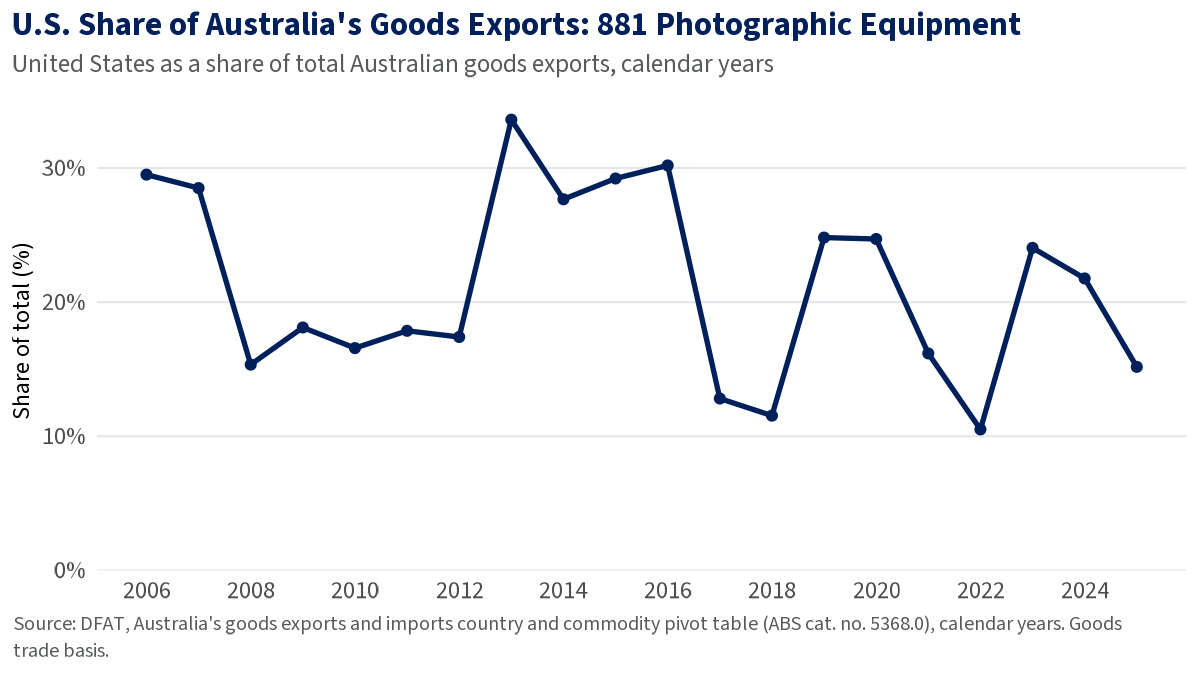 U.S. Share of Australia's Goods Exports: 881 Photographic Equipment
United States as a share of total Australian goods exports, calendar years
Share of total (%)
30%
20%
10%
0%
2006 2008 2010 2012 2014 2016 2018 2020 2022 2024
Source: DFAT, Australia's goods exports and imports country and commodity pivot table (ABS cat. no. 5368.0), calendar years. Goods
trade basis.